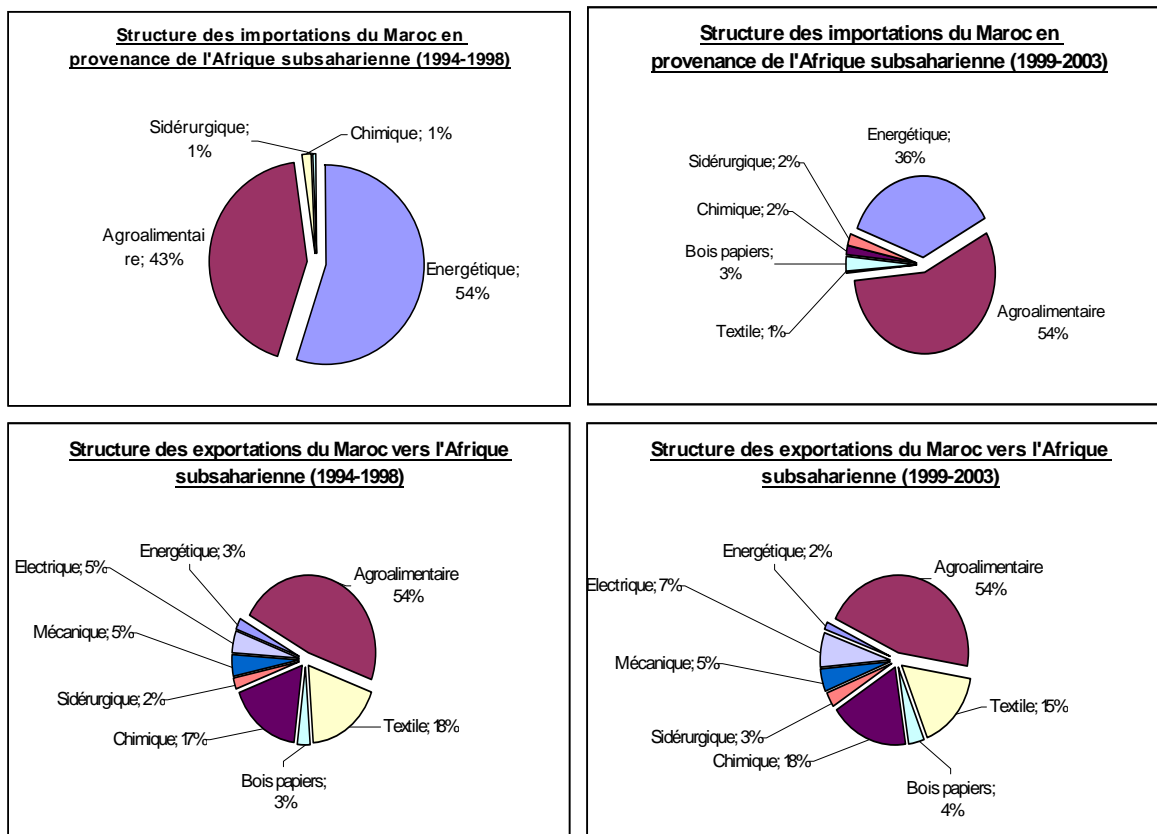 Structure des importations du Maroc en
provenance de l'Afrique subsaharienne (1994-1998)
Sidérurgique;
1%
Chimique; 1%
Agroalimentai
re; 43%
Energétique;
54%
Structure des importations du Maroc en
provenance de l'Afrique subsaharienne (1999-2003)
Energétique;
36%
Sidérurgique; 2%
Chimique; 2%
Bois papiers;
3%
Textile; 1%
Agroalimentaire
54%
Structure des exportations du Maroc vers l'Afrique
subsaharienne (1994-1998)
Energétique; 3%
Electrique; 5%
Agroalimentaire
54%
Mécanique; 5%
Sidérurgique; 2%
Chimique; 17%
Textile; 18%
Bois papiers;
3%
Structure des exportations du Maroc vers l'Afrique
subsaharienne (1999-2003)
Energétique; 2%
Electrique; 7%
Agroalimentaire
54%
Mécanique; 5%
Sidérurgique; 3%
Chimique; 18%
Textile; 15%
Bois papiers;
4%